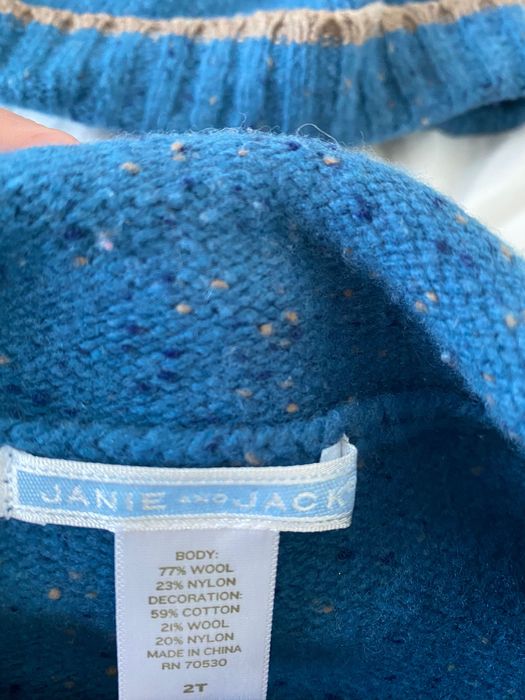 JANIE AND JACK
BODY:
77% WOOL
23% NYLON
DECORATION:
59% COTTON
21% WOOL
20% NYLON
MADE IN CHINA
RN 70530
2T